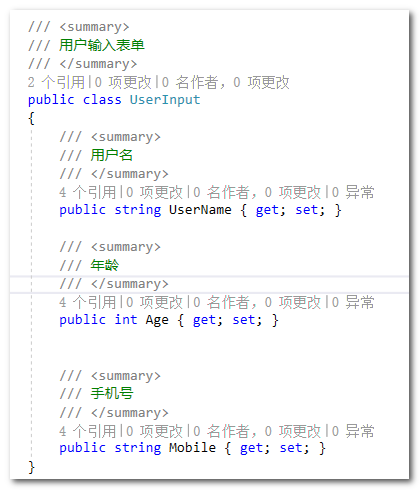 /// <summary>
/// 用户输入表单
/// </summary>
2 个引用|0 项更改|0 名作者，0 项更改
public class UserInput
{
/// <summary>
/// 用户名
/// </summary>
4 个引用|0 项更改|0 名作者，0 项更改|0 异常
public string UserName { get; set; }
/// <summary>
/// 年龄
/// </summary>
4 个引用|0 项更改|0 名作者，0 项更改|0 异常
public int Age { get; set; }
/// <summary>
/// 手机号
/// </summary>
4 个引用|0 项更改|0 名作者，0 项更改|0 异常
public string Mobile { get; set; }
}